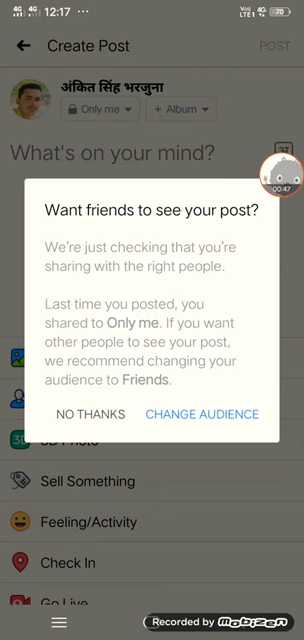 4G 4G 12:17 ...
VoD LTE1 4G 70
Create Post
POST
अंकित सिंह भरजुना
Only me
+ Album
What's on your mind?
00:47
Want friends to see your post?
We're just checking that you're
sharing with the right people.
Last time you posted, you
shared to Only me. If you want
other people to see your post,
we recommend changing your
audience to Friends.
NO THANKS
CHANGE AUDIENCE
3D Photo
Sell Something
Feeling/Activity
Check In
Go Live
Recorded by Mobizen